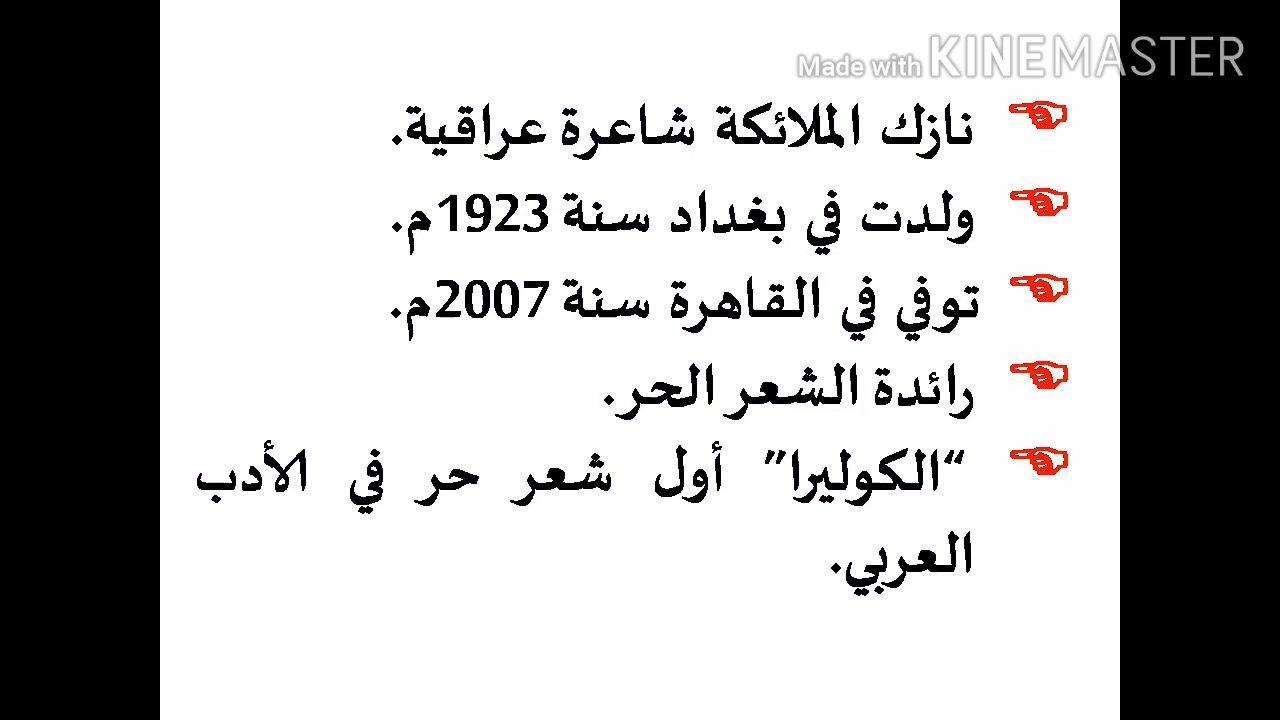 Made with KINEMASTER
نازك الملائكة شاعرة عراقية.
ولدت في بغداد سنة 1923م.
توفي في القاهرة سنة 2007م.
رائدة الشعر الحر.
“الكوليرا” أول شعر حر في الأدب
العربي.